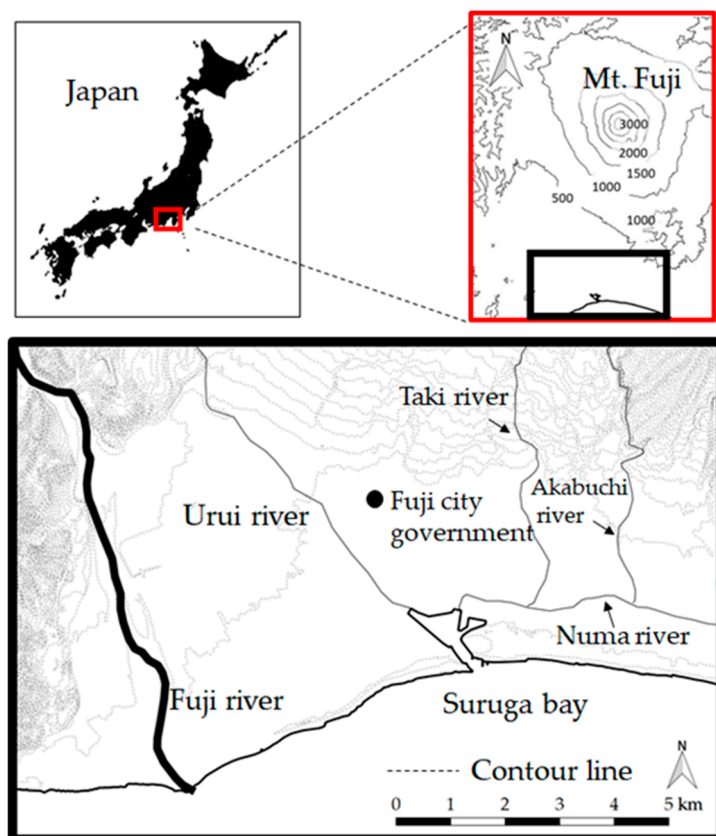 Japan
N
Mt. Fuji
3000
2000
1500
1000
500
1000
Taki river
Akabuchi
river
Urui river
Fuji city
government
Numa river
Fuji river
Suruga bay
N
Contour line
0 1 2 3 4 5 km